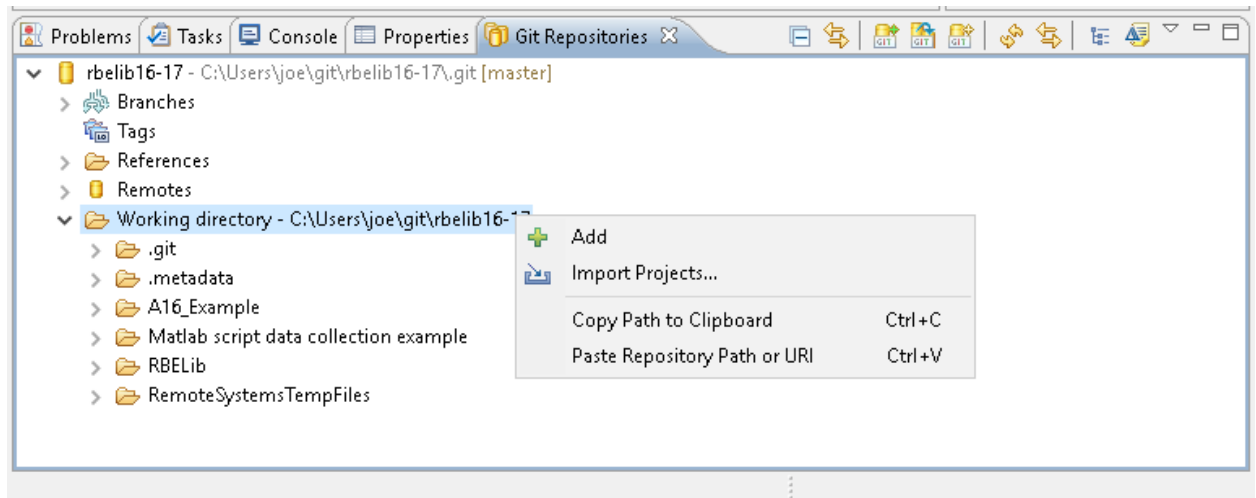 Problems Tasks Console Properties Git Repositories
rbelib16-17 - C:\Users\joe\git\rbelib16-17\.git [master]
Branches
Tags
References
Remotes
Working directory - C:\Users\joe\git\rbelib16-17
.git
.metadata
A16_Example
Matlab script data collection example
RBELib
RemoteSystemsTempFiles
Add
Import Projects...
Copy Path to Clipboard Ctrl+C
Paste Repository Path or URI Ctrl+V